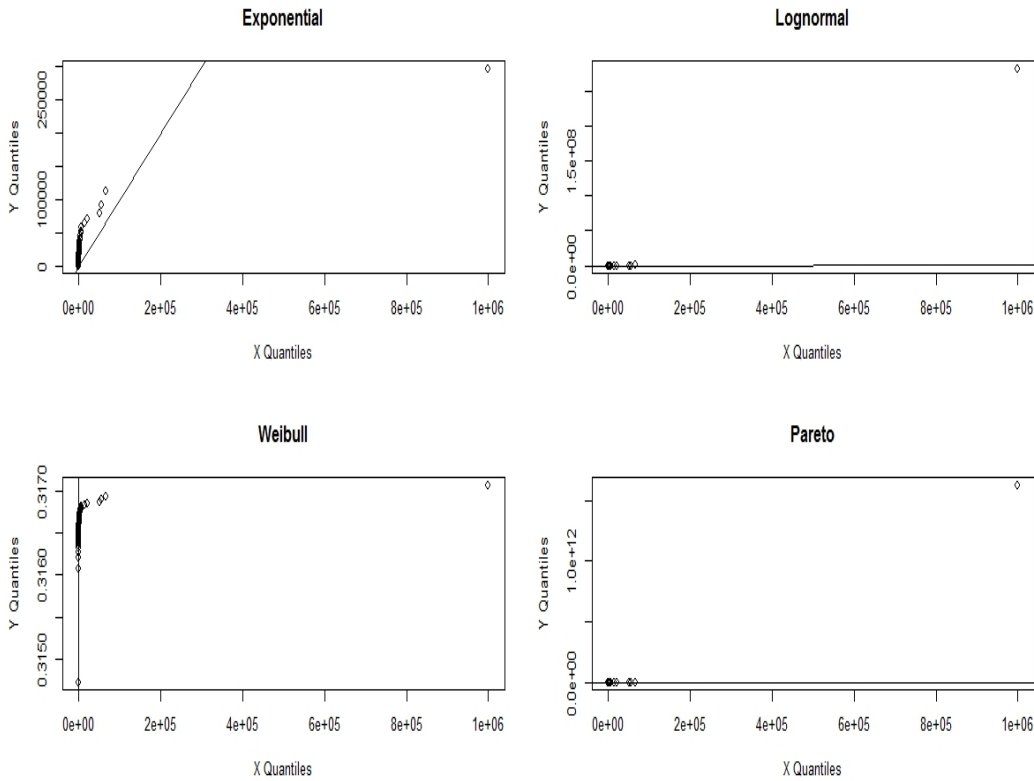 Exponential
Y Quantiles
0
100000
250000
0e+00 2e+05 4e+05 6e+05 8e+05 1e+06
X Quantiles
Lognormal
Y Quantiles
0.0e+00
1.5e+08
0e+00 2e+05 4e+05 6e+05 8e+05 1e+06
X Quantiles
Weibull
Y Quantiles
0.3150
0.3160
0.3170
0e+00 2e+05 4e+05 6e+05 8e+05 1e+06
X Quantiles
Pareto
Y Quantiles
0.0e+00
1.0e+12
0e+00 2e+05 4e+05 6e+05 8e+05 1e+06
X Quantiles